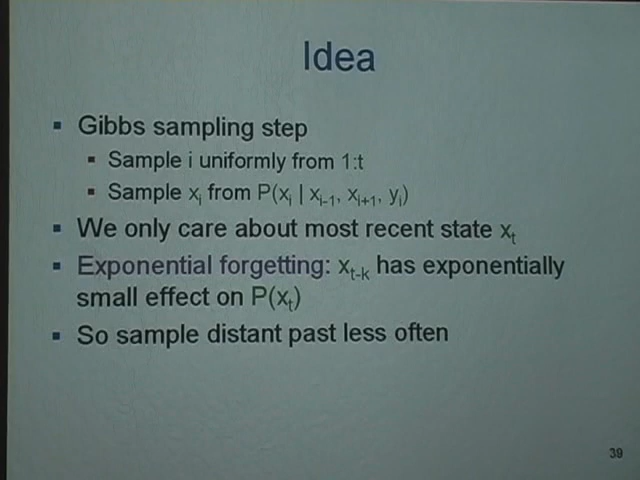 Idea
Gibbs sampling step
Sample i uniformly from 1:t
Sample xᵢ from P(xᵢ | xᵢ₋₁, xᵢ₊₁, yᵢ)
We only care about most recent state xₜ
Exponential forgetting: xₜ₋ₖ has exponentially
small effect on P(xₜ)
So sample distant past less often
39